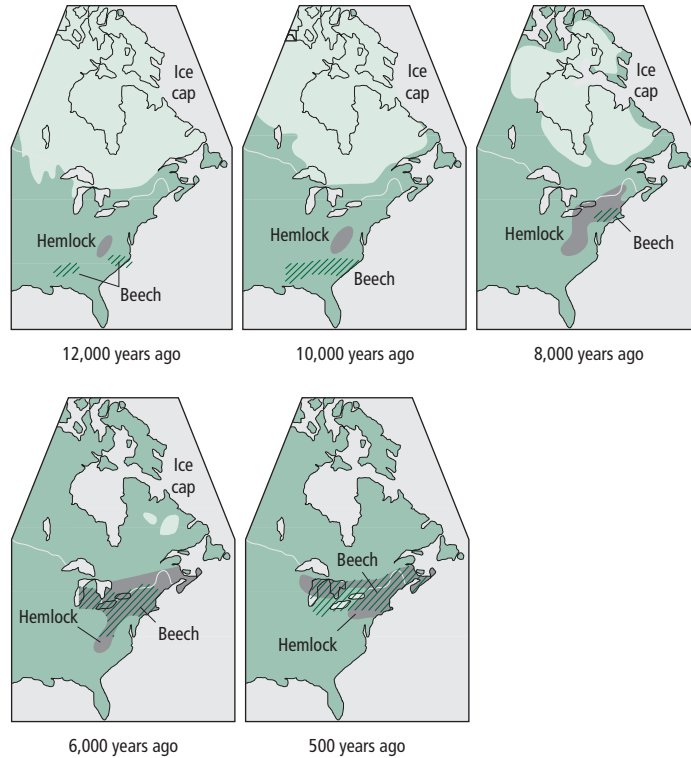 Ice
cap
Hemlock
Beech
12,000 years ago
Ice
cap
Hemlock
Beech
10,000 years ago
Ice
cap
Hemlock
Beech
8,000 years ago
Ice
cap
Hemlock
Beech
6,000 years ago
Beech
Hemlock
500 years ago